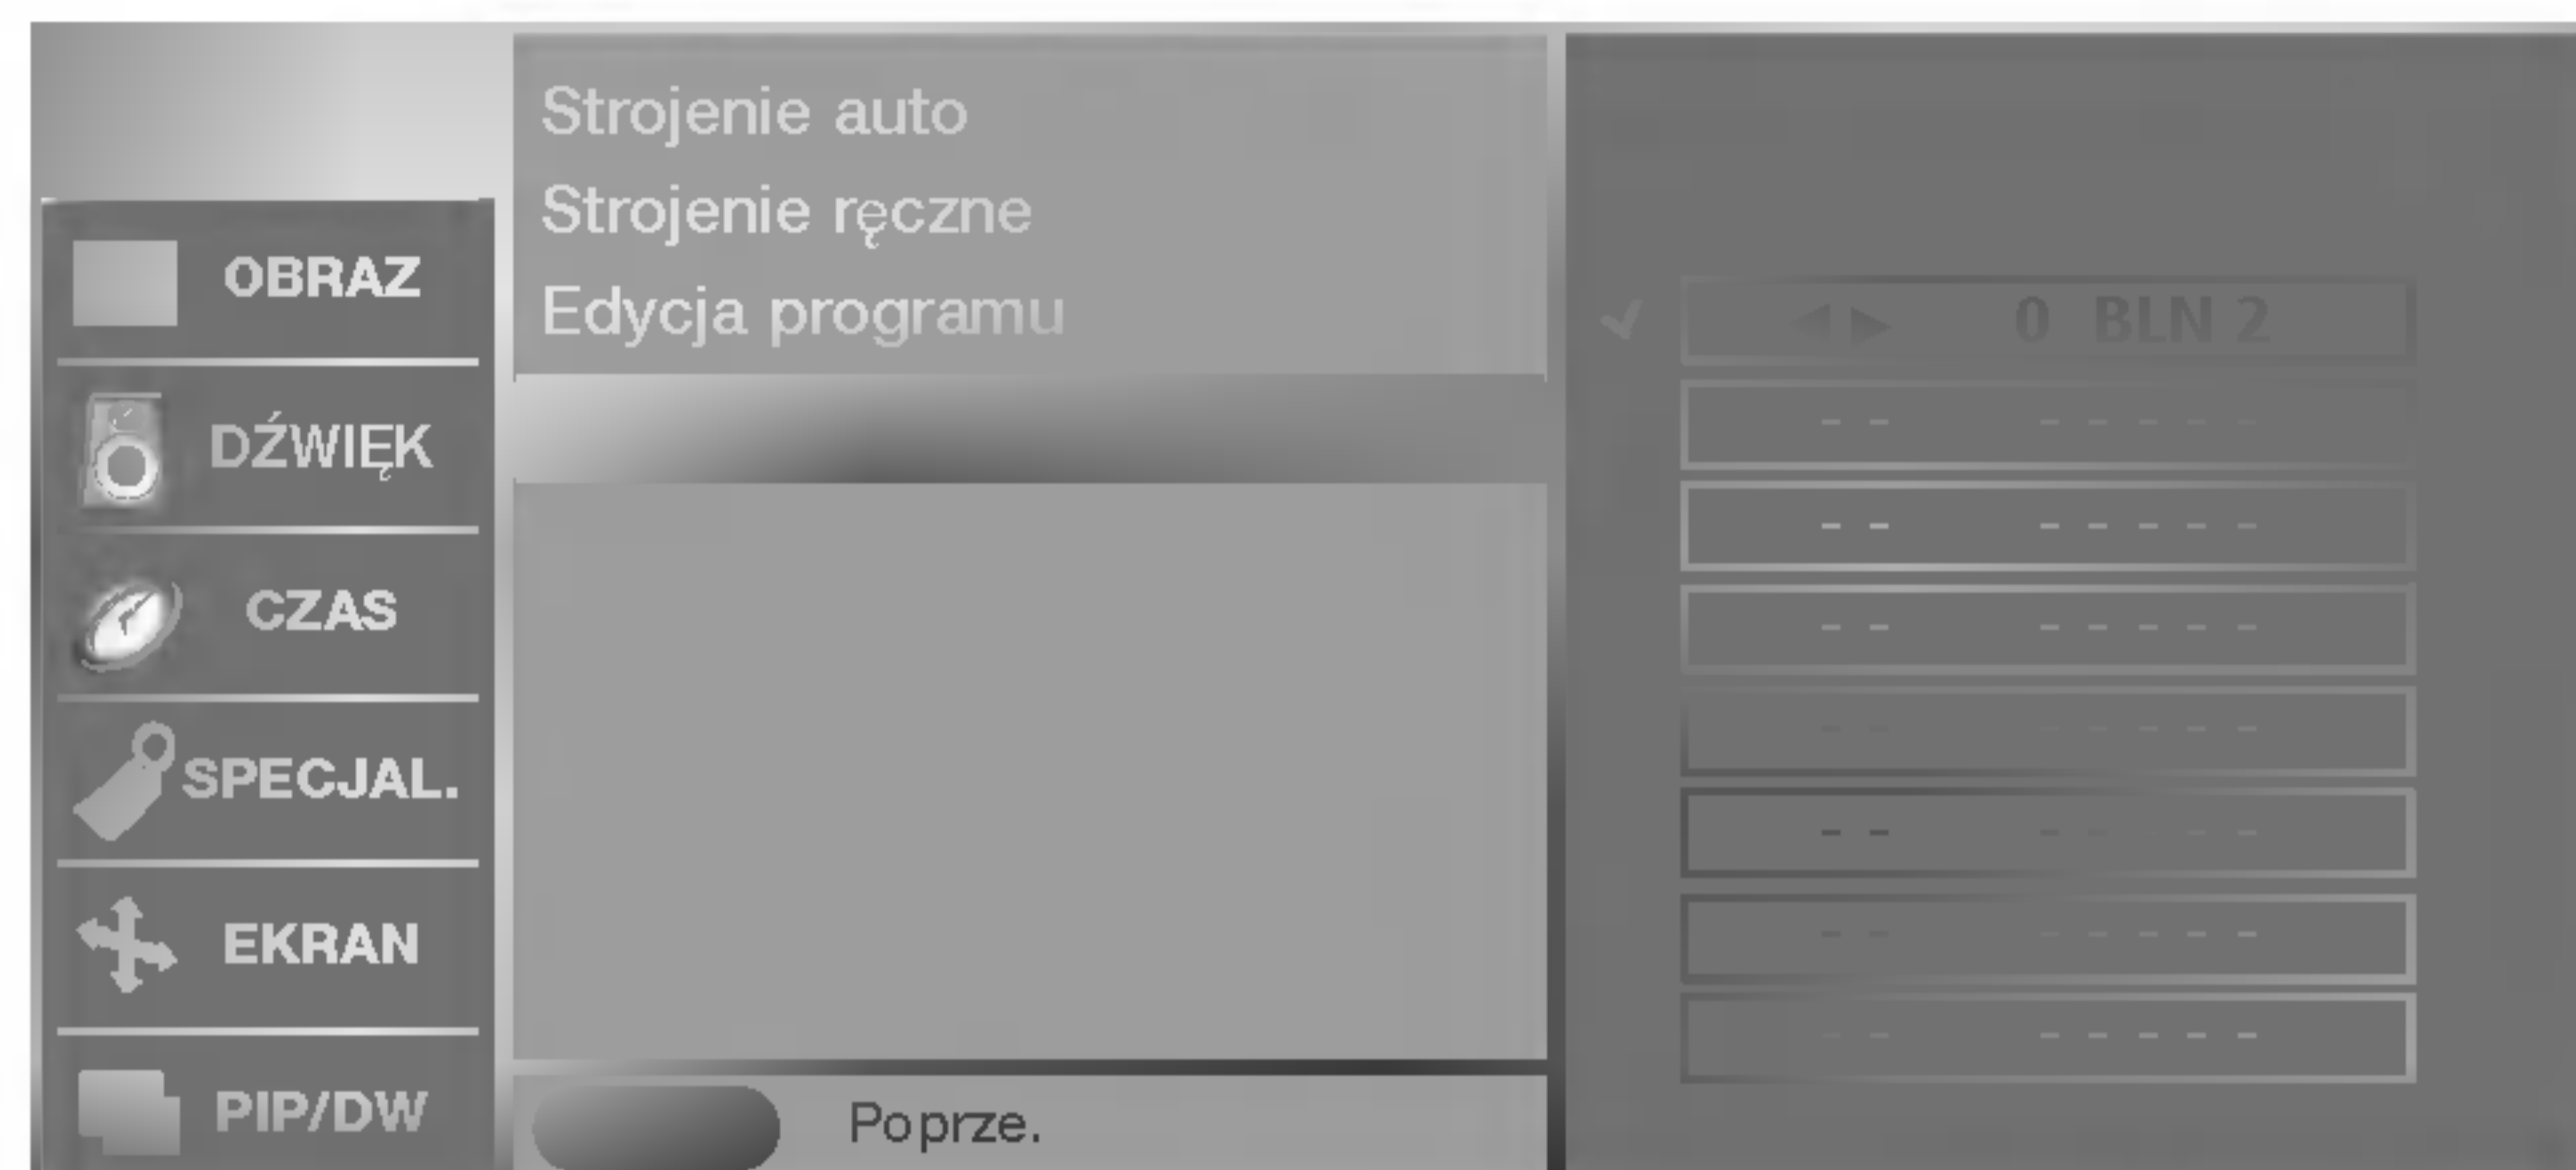 Strojenie auto
Strojenie ręczne
Edycja programu
OBRAZ
DŹWIĘK
CZAS
SPECJAL.
EKRAN
PIP/DW
Poprze.
◀ ▶ 0 BLN 2
- - - - - - -
- - - - - - -
- - - - - - -
- - - - - - -
- - - - - - -
- - - - - - -
- - - - - - -